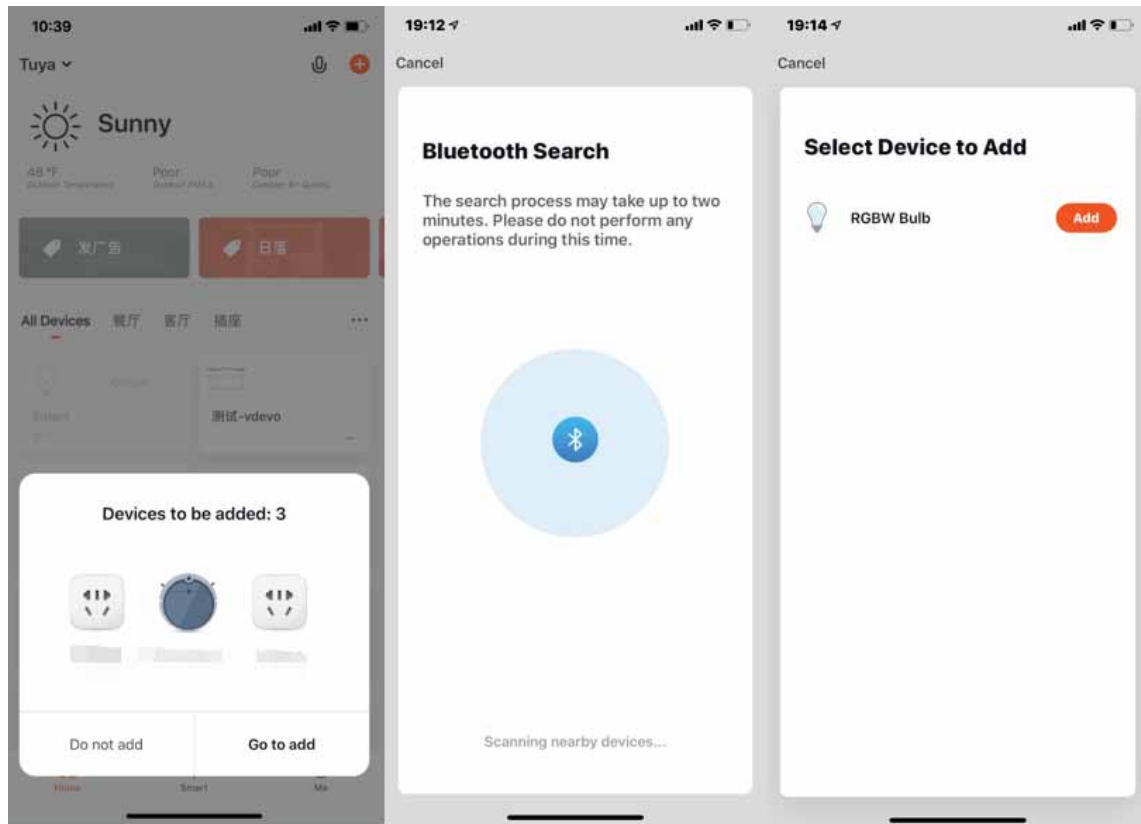 10:39
Tuya
Sunny
48 °F
Poor
Poor
发广告
日落
All Devices
餐厅
客厅
插座
测试-vdevo
Devices to be added: 3
Do not add
Go to add
Home
Smart
Me
19:12
Cancel
Bluetooth Search
The search process may take up to two
minutes. Please do not perform any
operations during this time.
Scanning nearby devices...
19:14
Cancel
Select Device to Add
RGBW Bulb
Add